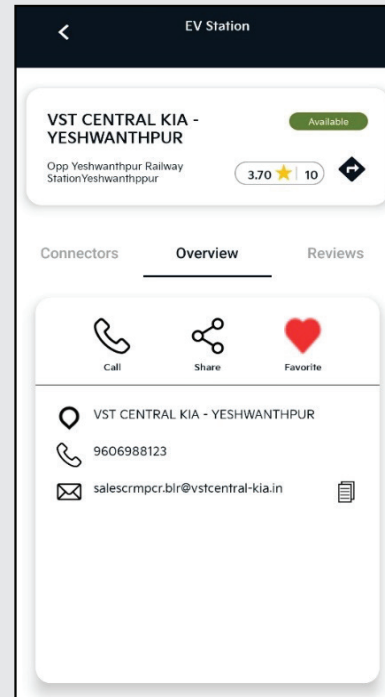 EV Station
VST CENTRAL KIA -
YESHWANTHPUR
Available
Opp Yeshwanthpur Railway
StationYeshwanthppur
3.70 10
Connectors Overview Reviews
Call Share Favorite
VST CENTRAL KIA - YESHWANTHPUR
9606988123
salescrmpcr.blr@vstcentral-kia.in